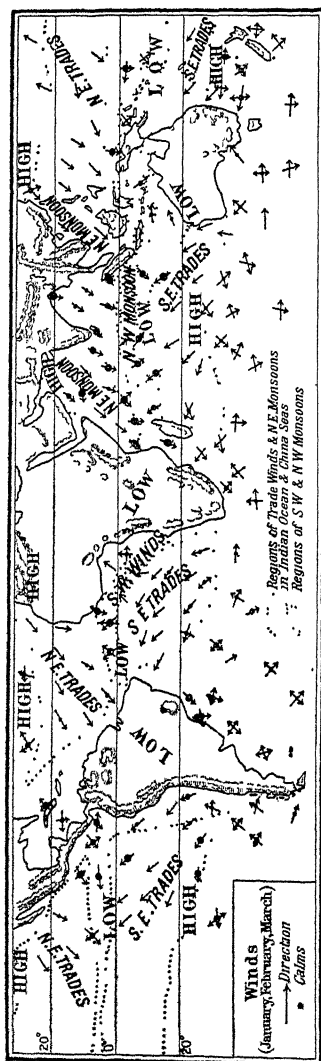 HIGH
HIGH
HIGH
HIGH
HIGH
N.E. TRADES
N.E. TRADES
N.E. MONSOON
N.E. MONSOON
N.E. TRADES
20°
0°
20°
LOW
LOW
S.W. WINDS
LOW
N.W. MONSOON
LOW
LOW
S.E. TRADES
LOW
S.E. TRADES
S.E. TRADES
LOW
S.E. TRADES
HIGH
HIGH
HIGH
Winds
(January, February, March)
Direction
Calms
Regions of Trade Winds & N.E. Monsoons
in Indian Ocean & China Seas
Regions of S W & N W Monsoons